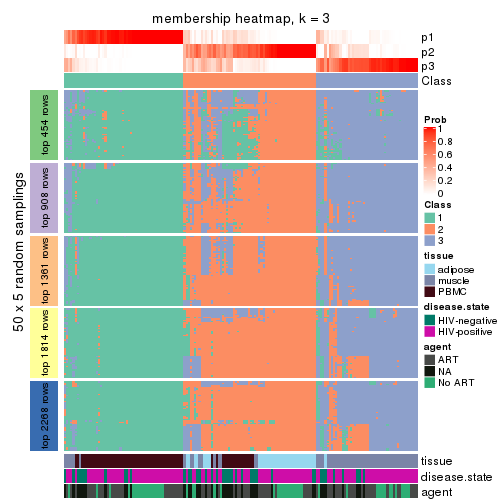 membership heatmap, k = 3
p1
p2
p3
Class
50 x 5 random samplings
top 454 rows
top 908 rows
top 1361 rows
top 1814 rows
top 2268 rows
tissue
disease.state
agent
Prob
1
0.8
0.6
0.4
0.2
0
Class
1
2
3
tissue
adipose
muscle
PBMC
disease.state
HIV-negative
HIV-positive
agent
ART
NA
No ART